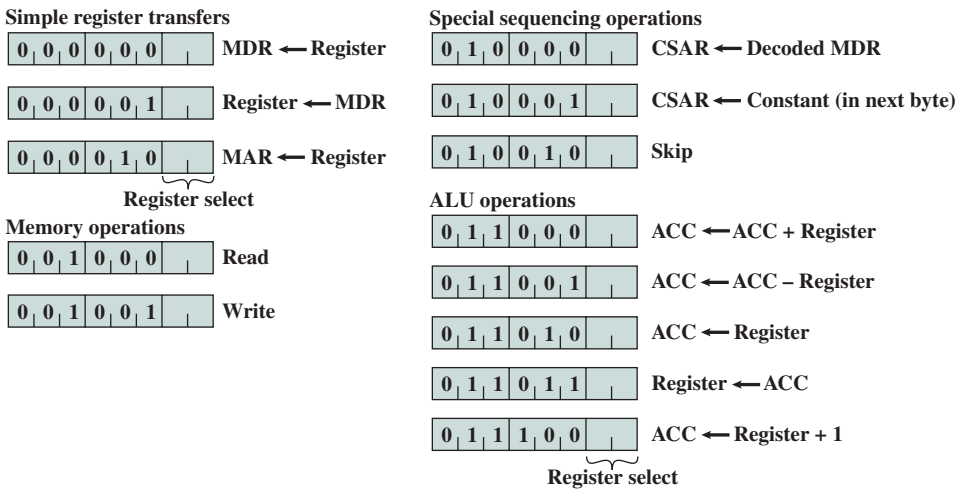 Simple register transfers
0 0 0 0 0 0 MDR ← Register
0 0 0 0 0 1 Register ← MDR
0 0 0 0 1 0 MAR ← Register
Register select
Memory operations
0 0 1 0 0 0 Read
0 0 1 0 0 1 Write
Special sequencing operations
0 1 0 0 0 0 CSAR ← Decoded MDR
0 1 0 0 0 1 CSAR ← Constant (in next byte)
0 1 0 0 1 0 Skip
ALU operations
0 1 1 0 0 0 ACC ← ACC + Register
0 1 1 0 0 1 ACC ← ACC – Register
0 1 1 0 1 0 ACC ← Register
0 1 1 0 1 1 Register ← ACC
0 1 1 1 0 0 ACC ← Register + 1
Register select